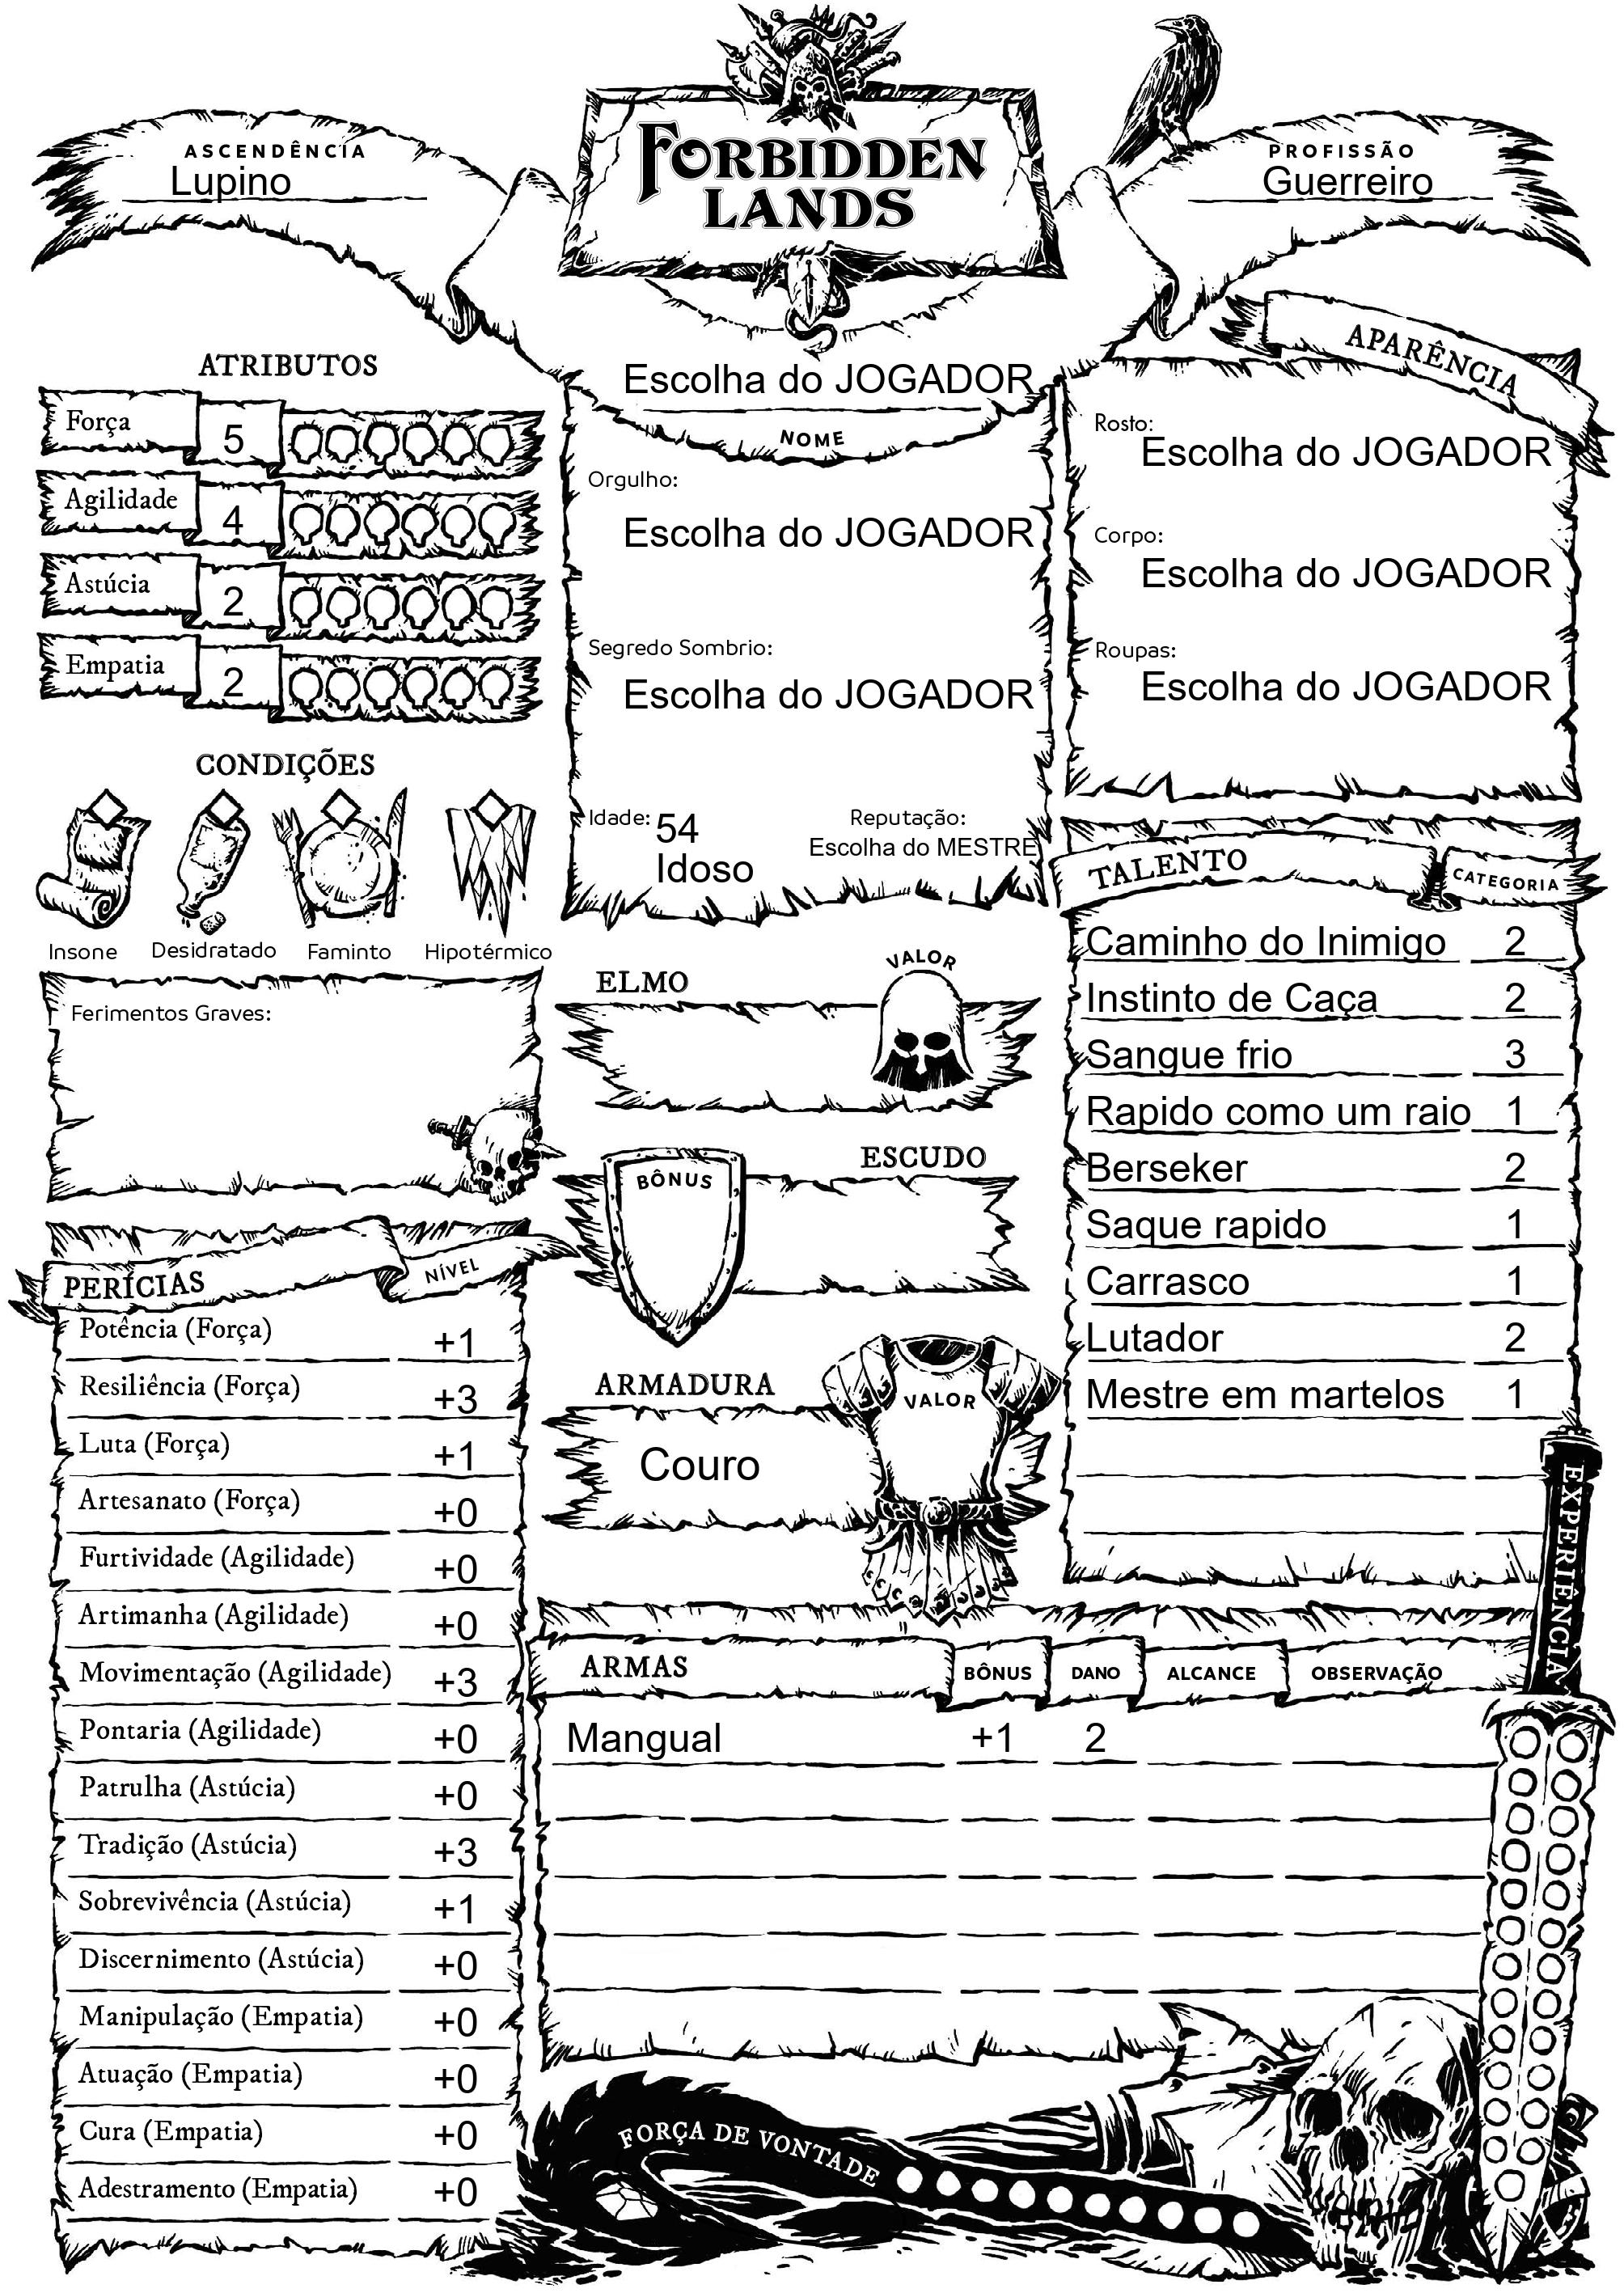 FORBIDDEN
LANDS
ASCENDÊNCIA
Lupino
PROFISSÃO
Guerreiro
ATRIBUTOS
Força 5
Agilidade 4
Astúcia 2
Empatia 2
CONDIÇÕES
Insone Desidratado Faminto Hipotérmico
Ferimentos Graves:
PERÍCIAS NÍVEL
Potência (Força) +1
Resiliência (Força) +3
Luta (Força) +1
Artesanato (Força) +0
Furtividade (Agilidade) +0
Artimanha (Agilidade) +0
Movimentação (Agilidade) +3
Pontaria (Agilidade) +0
Patrulha (Astúcia) +0
Tradição (Astúcia) +3
Sobrevivência (Astúcia) +1
Discernimento (Astúcia) +0
Manipulação (Empatia) +0
Atuação (Empatia) +0
Cura (Empatia) +0
Adestramento (Empatia) +0
Escolha do JOGADOR
NOME
Orgulho:
Escolha do JOGADOR
Segredo Sombrio:
Escolha do JOGADOR
Idade: 54
Idoso
Reputação:
Escolha do MESTRE
ELMO VALOR
BÔNUS ESCUDO
ARMADURA VALOR
Couro
APARÊNCIA
Rosto:
Escolha do JOGADOR
Corpo:
Escolha do JOGADOR
Roupas:
Escolha do JOGADOR
TALENTO CATEGORIA
Caminho do Inimigo 2
Instinto de Caça 2
Sangue frio 3
Rapido como um raio 1
Berseker 2
Saque rapido 1
Carrasco 1
Lutador 2
Mestre em martelos 1
EXPERIÊNCIA
ARMAS BÔNUS DANO ALCANCE OBSERVAÇÃO
Mangual +1 2
FORÇA DE VONTADE